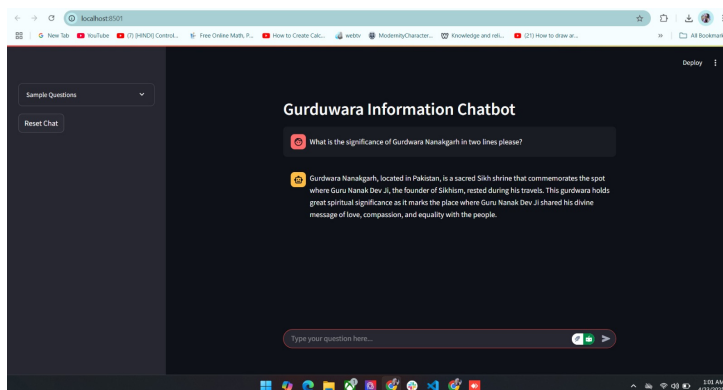 localhost:8501
New Tab YouTube (7) [HINDI] Control... Free Online Math, P... How to Create Calc... webtv ModernityCharacter... Knowledge and reli... (21) How to draw ar... » All Bookmark
Deploy
Sample Questions
Reset Chat
Gurduwara Information Chatbot
What is the significance of Gurdwara Nanakgarh in two lines please?
Gurdwara Nanakgarh, located in Pakistan, is a sacred Sikh shrine that commemorates the spot
where Guru Nanak Dev Ji, the founder of Sikhism, rested during his travels. This gurdwara holds
great spiritual significance as it marks the place where Guru Nanak Dev Ji shared his divine
message of love, compassion, and equality with the people.
Type your question here...
1:01 AM